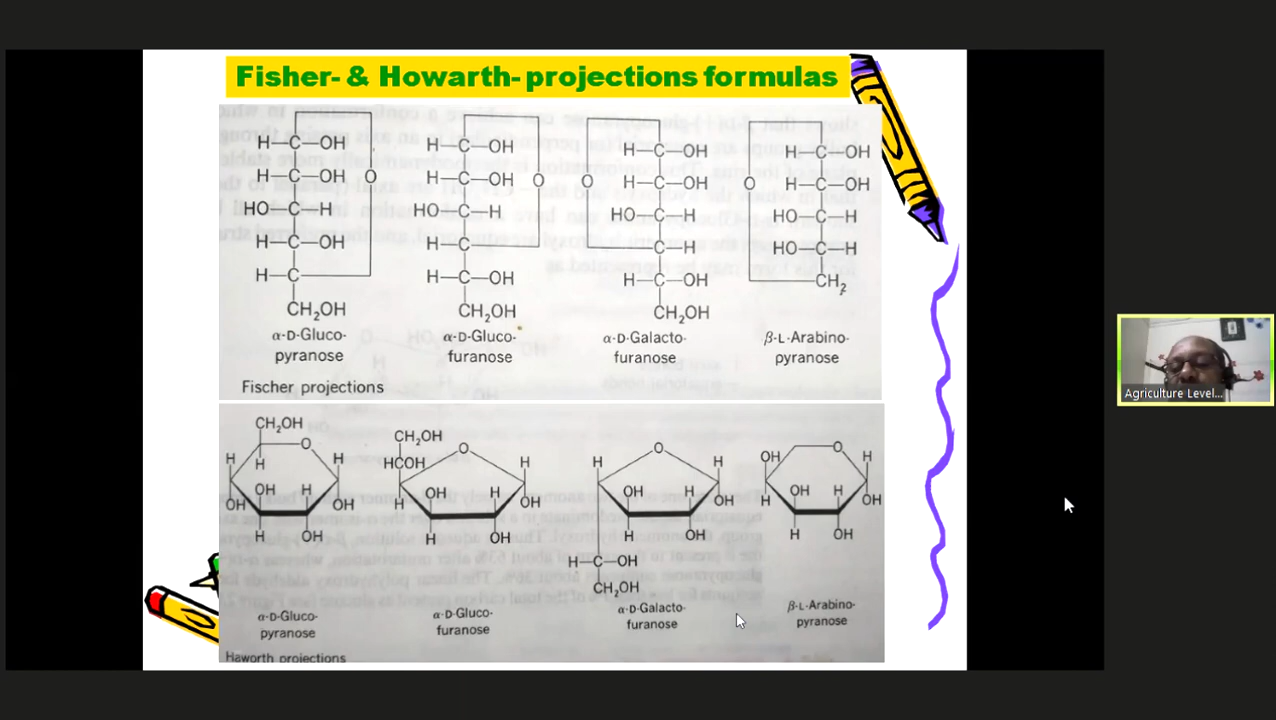 Fisher- & Howarth- projections formulas
H–C–OH
H–C–OH O
HO–C–H
H–C–OH
H–C
CH₂OH
α-D-Gluco-
pyranose
H–C–OH
H–C–OH O
HO–C–H
H–C
H–C–OH
CH₂OH
α-D-Gluco-
furanose
H–C–OH
O H–C–OH
HO–C–H
C–H
H–C–OH
CH₂OH
α-D-Galacto-
furanose
H–C–OH
O H–C–OH
HO–C–H
HO–C–H
CH₂
β-L-Arabino-
pyranose
Fischer projections
CH₂OH
O
H H H
OH H
OH OH
H OH
α-D-Gluco-
pyranose
CH₂OH
O
HCOH H
OH H
H OH
H OH
α-D-Gluco-
furanose
O
H H
OH H
OH
H OH
H–C–OH
CH₂OH
α-D-Galacto-
furanose
O
OH H
OH H
H OH
H OH
β-L-Arabino-
pyranose
Haworth projections
Agriculture Level...